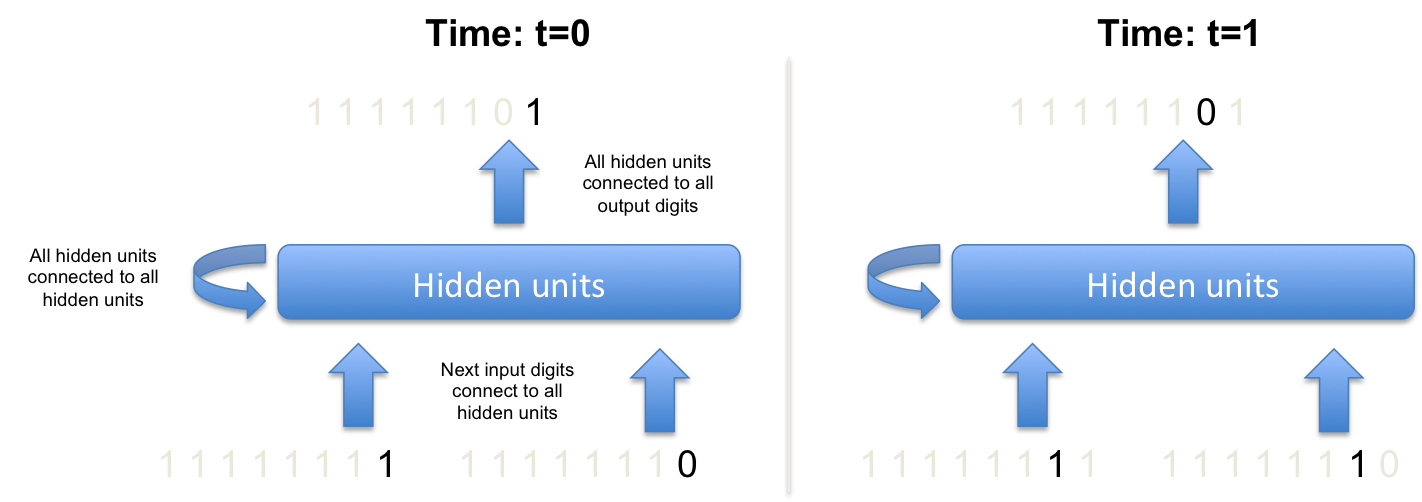 Time: t=0
1 1 1 1 1 1 0 1
All hidden units
connected to all
output digits
All hidden units
connected to all
hidden units
Hidden units
Next input digits
connect to all
hidden units
1 1 1 1 1 1 1 1
1 1 1 1 1 1 1 0
Time: t=1
1 1 1 1 1 1 0 1
Hidden units
1 1 1 1 1 1 1 1
1 1 1 1 1 1 1 0